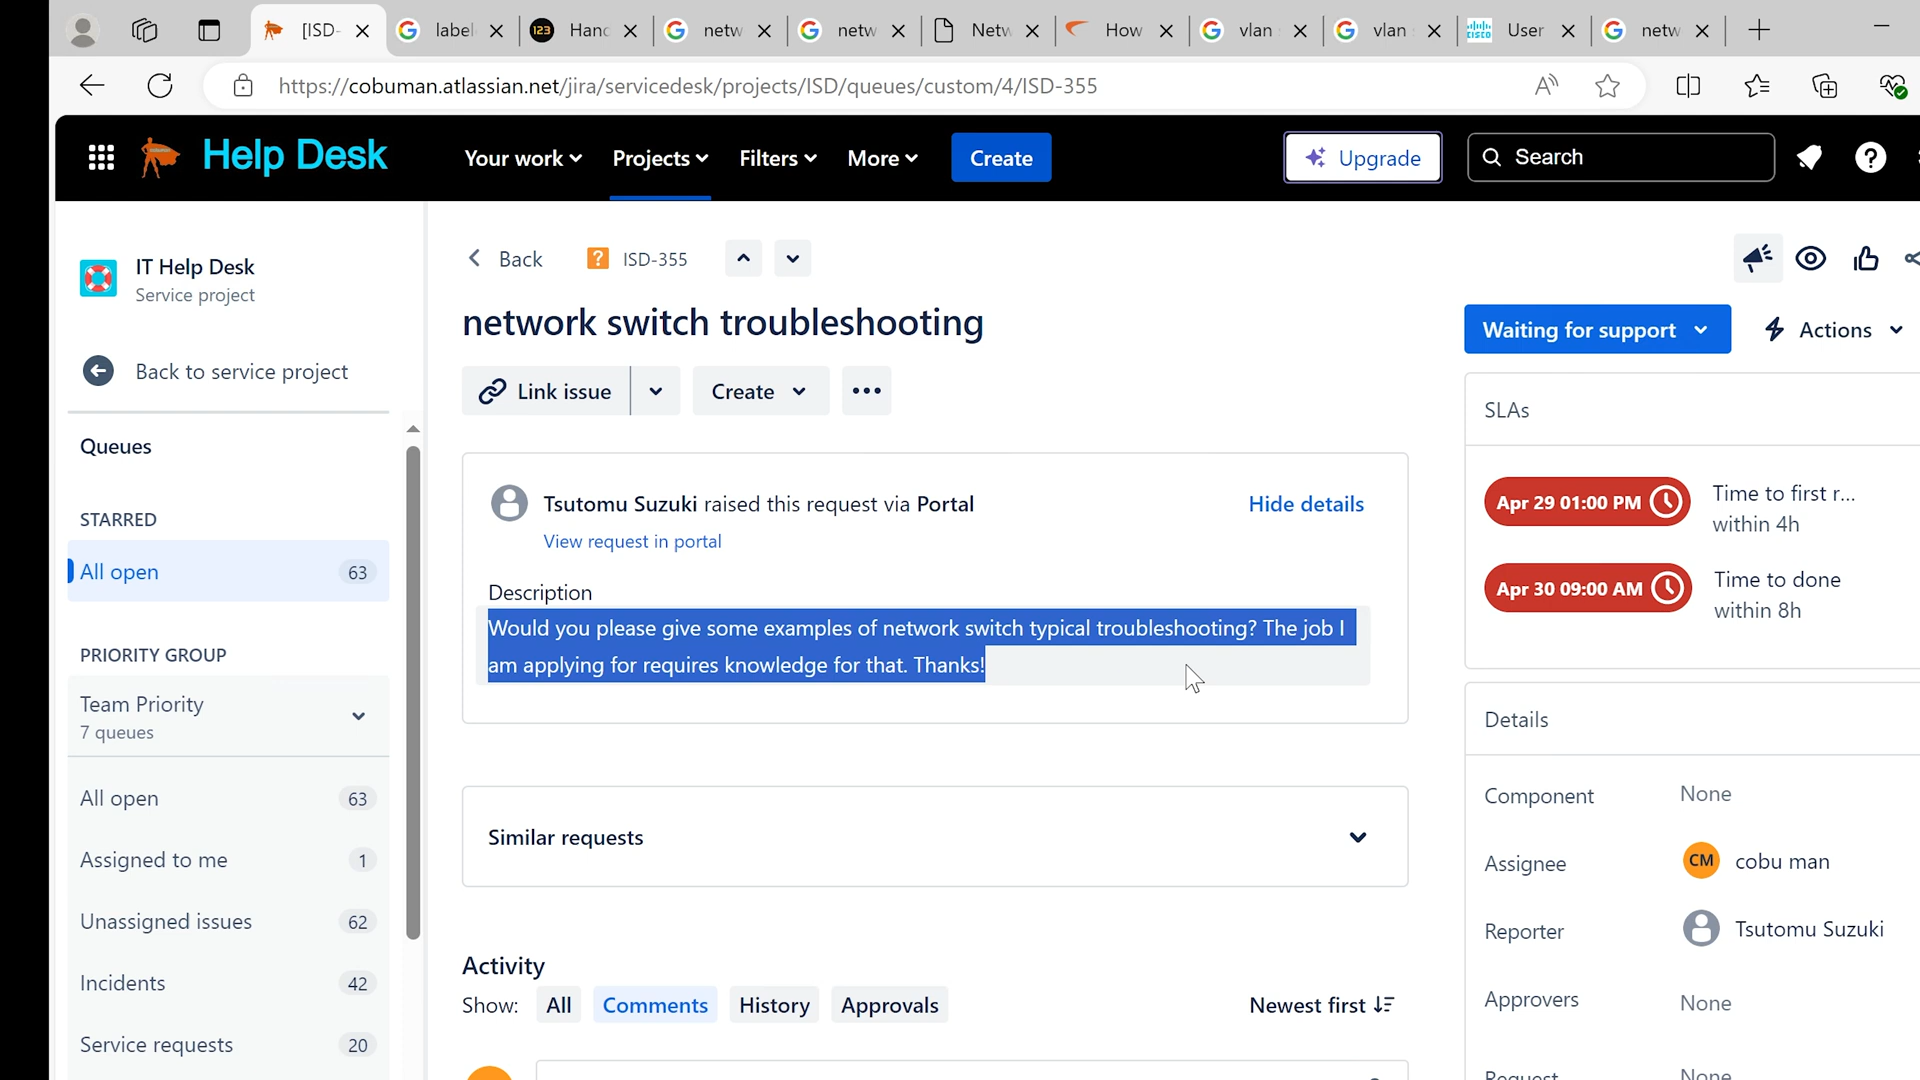 [ISD-
label
123
Hand
netw
netw
Netw
How
vlan
vlan
cisco
User
netw
https://cobuman.atlassian.net/jira/servicedesk/projects/ISD/queues/custom/4/ISD-355
Help Desk
Your work
Projects
Filters
More
Create
Upgrade
Search
IT Help Desk
Service project
Back to service project
Queues
STARRED
All open 63
PRIORITY GROUP
Team Priority
7 queues
All open 63
Assigned to me 1
Unassigned issues 62
Incidents 42
Service requests 20
Back
ISD-355
network switch troubleshooting
Link issue
Create
Tsutomu Suzuki raised this request via Portal
Hide details
View request in portal
Description
Would you please give some examples of network switch typical troubleshooting? The job I
am applying for requires knowledge for that. Thanks!
Similar requests
Activity
Show: All Comments History Approvals
Newest first
Waiting for support
Actions
SLAs
Apr 29 01:00 PM
Time to first r...
within 4h
Apr 30 09:00 AM
Time to done
within 8h
Details
Component None
Assignee CM cobu man
Reporter Tsutomu Suzuki
Approvers None
Request None